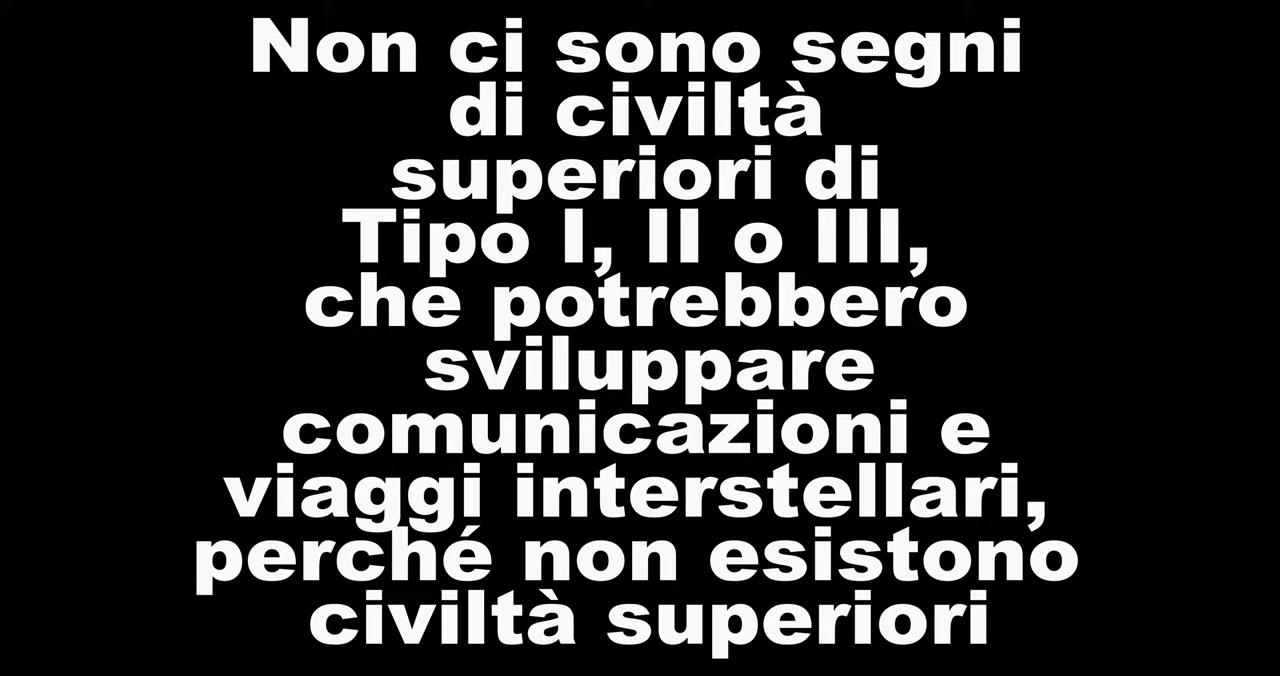 Non ci sono segni
di civiltà
superiori di
Tipo I, II o III,
che potrebbero
sviluppare
comunicazioni e
viaggi interstellari,
perché non esistono
civiltà superiori